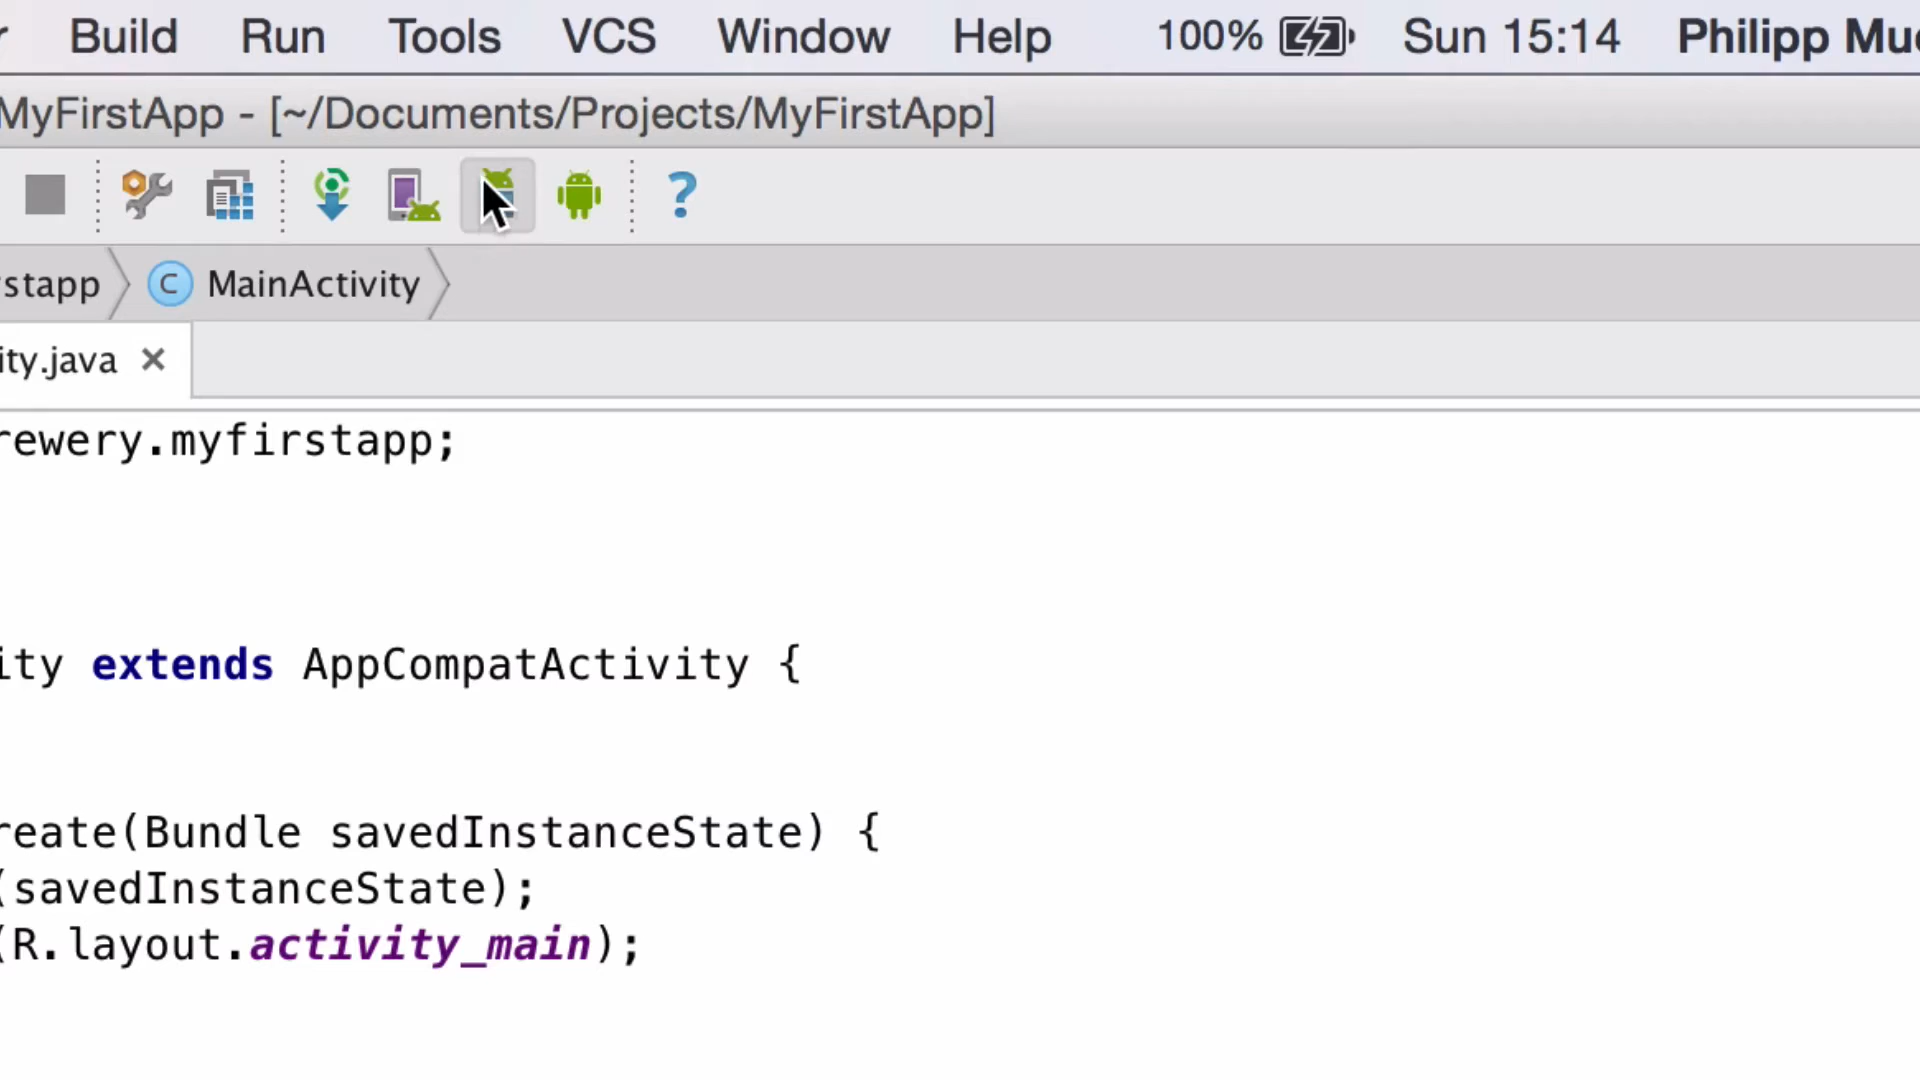 Build Run Tools VCS Window Help 100% Sun 15:14 Philipp
MyFirstApp - [~/Documents/Projects/MyFirstApp]
?
stapp C MainActivity
ity.java
rewery.myfirstapp;
ity extends AppCompatActivity {
reate(Bundle savedInstanceState) {
(savedInstanceState);
(R.layout.activity_main);